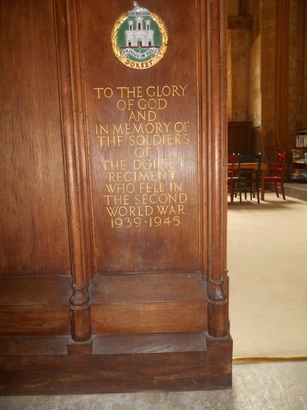 DORSET
TO THE GLORY
OF GOD
AND
IN MEMORY OF
THE SOLDIERS
OF
THE DORSET
REGIMENT
WHO FELL IN
THE SECOND
WORLD WAR
1939·1945